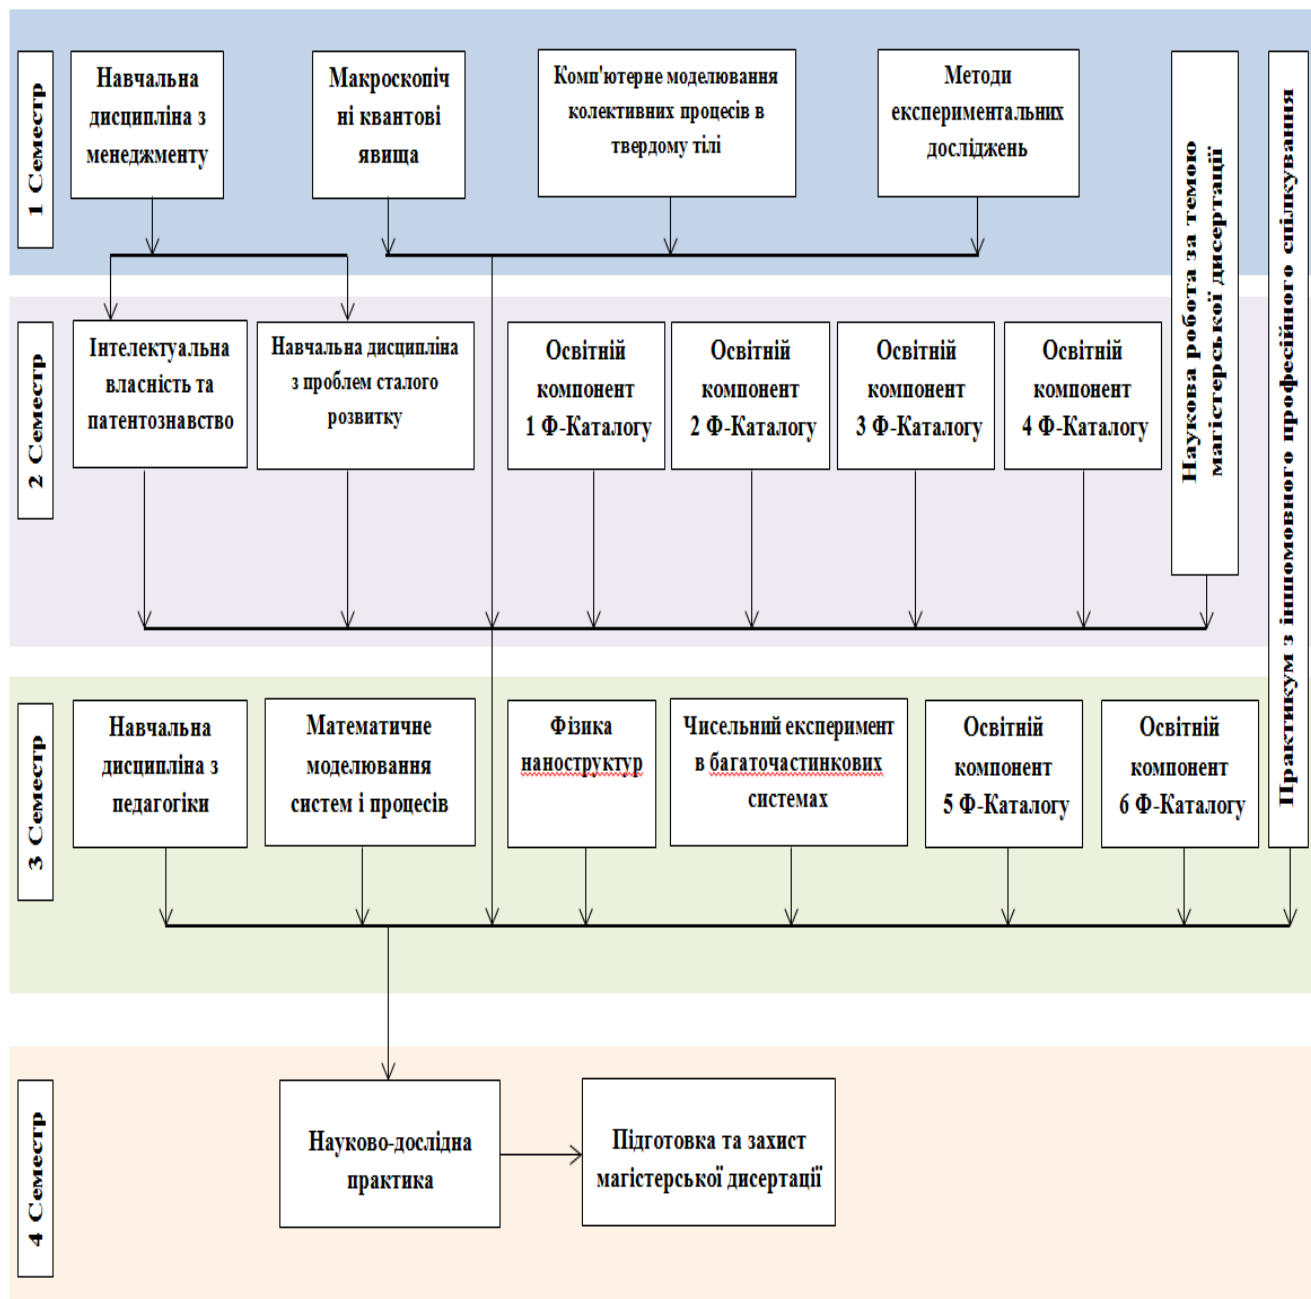 1 Семестр
Навчальна
дисципліна з
менеджменту
Макроскопіч
ні квантові
явища
Комп'ютерне моделювання
колективних процесів в
твердому тілі
Методи
експериментальних
досліджень
Наукова робота за темою
магістерської дисертації
Практикум з іншомовного професійного спілкування
2 Семестр
Інтелектуальна
власність та
патентознавство
Навчальна дисципліна
з проблем сталого
розвитку
Освітній
компонент
1 Ф-Каталогу
Освітній
компонент
2 Ф-Каталогу
Освітній
компонент
3 Ф-Каталогу
Освітній
компонент
4 Ф-Каталогу
3 Семестр
Навчальна
дисципліна з
педагогіки
Математичне
моделювання
систем і процесів
Фізика
наноструктур
Чисельний експеримент
в багаточастинкових
системах
Освітній
компонент
5 Ф-Каталогу
Освітній
компонент
6 Ф-Каталогу
4 Семестр
Науково-дослідна
практика
Підготовка та захист
магістерської дисертації